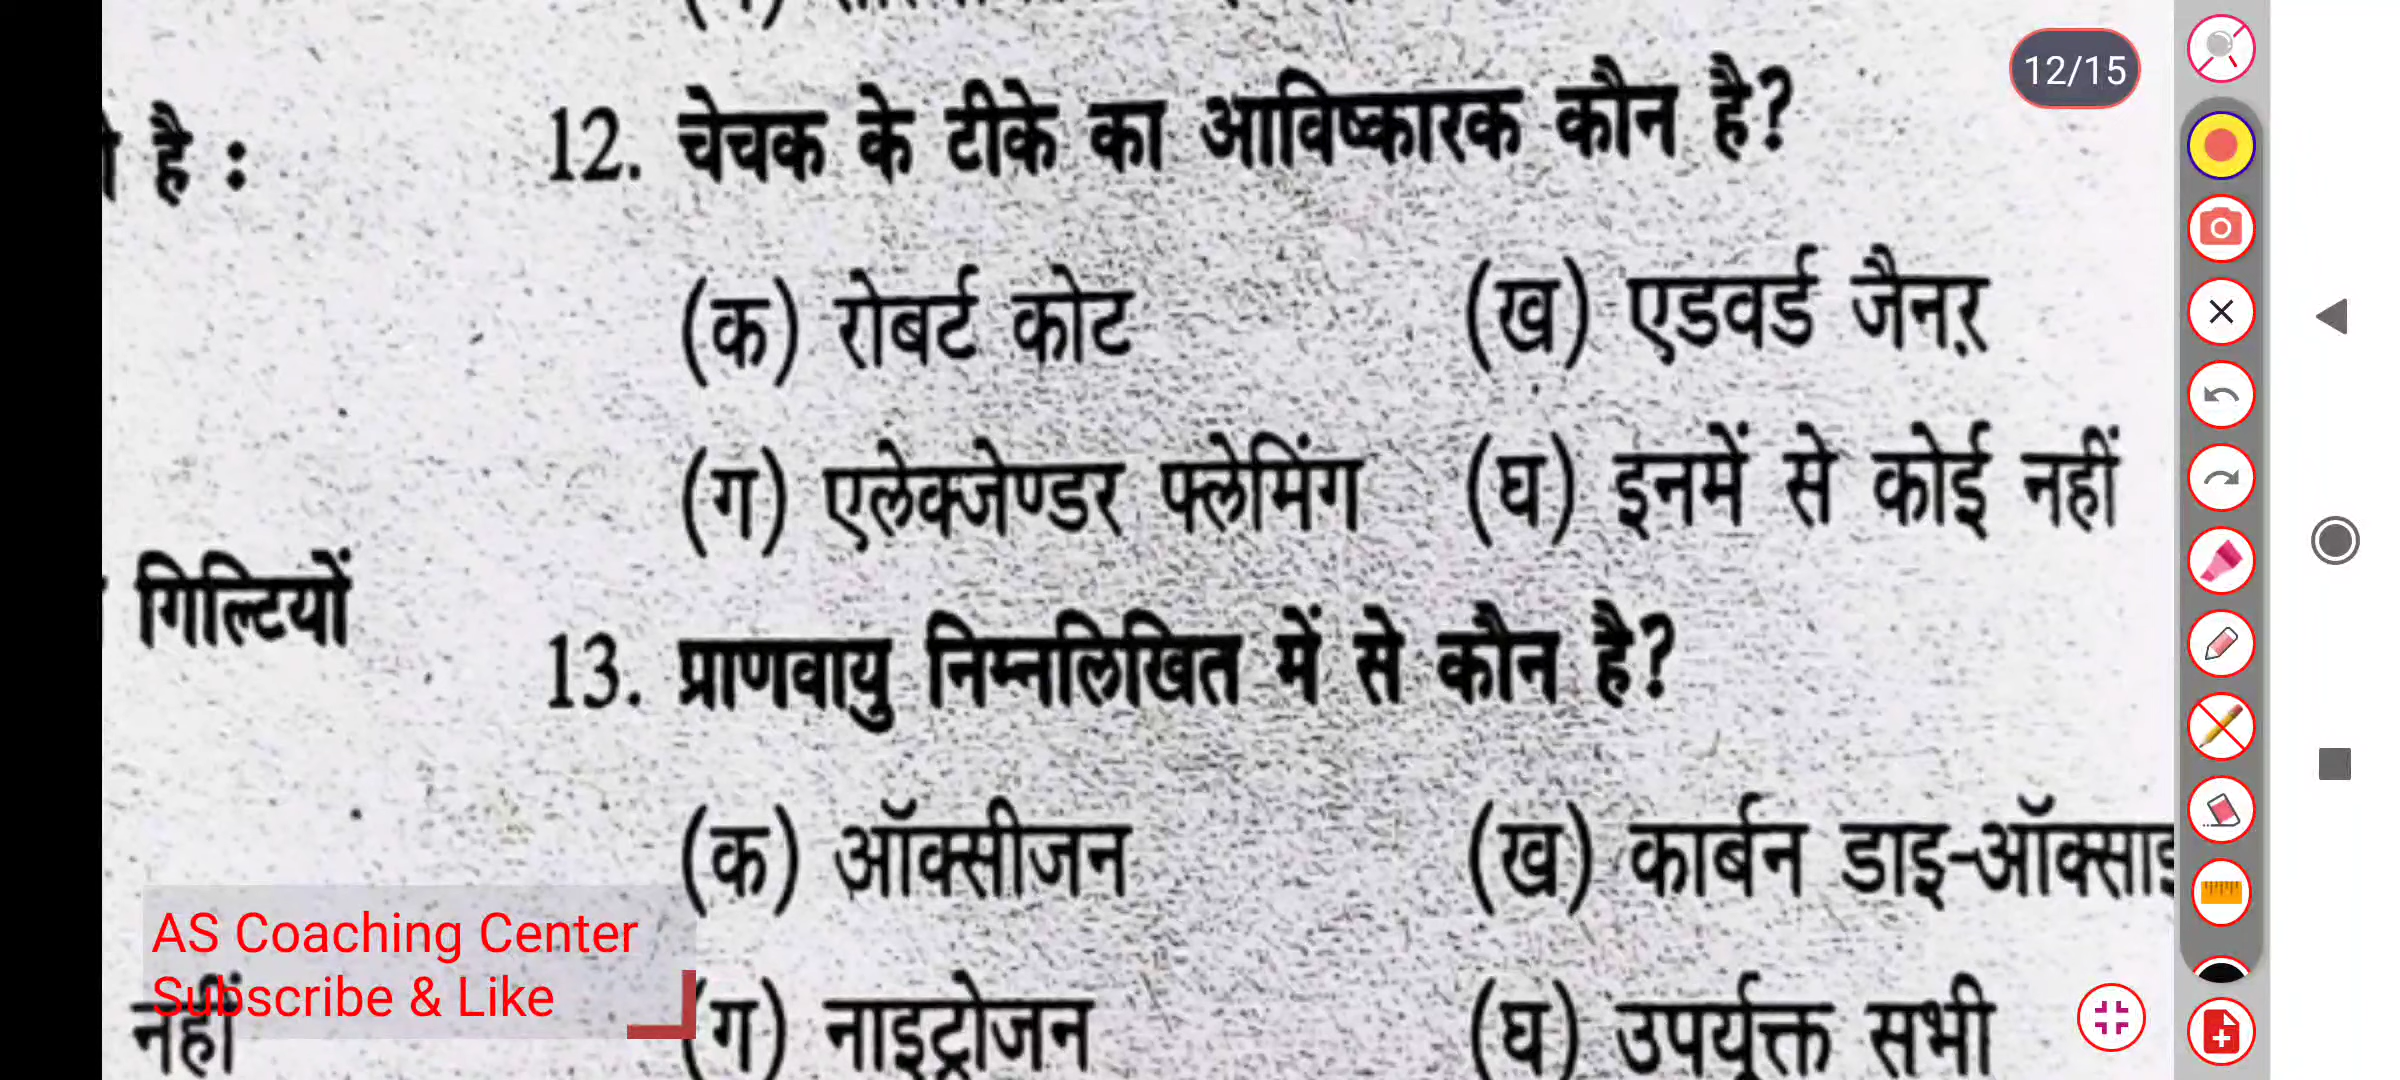 12/15
है :
12. चेचक के टीके का आविष्कारक कौन है?
(क) रोबर्ट कोट (ख) एडवर्ड जैनऱ
(ग) एलेक्जेण्डर फ्लेमिंग (घ) इनमें से कोई नहीं
गिल्टियों
13. प्राणवायु निम्नलिखित में से कौन है?
(क) ऑक्सीजन (ख) कार्बन डाइ-ऑक्साइ
AS Coaching Center
Subscribe & Like
नहीं
(ग) नाइट्रोजन (घ) उपर्युक्त सभी